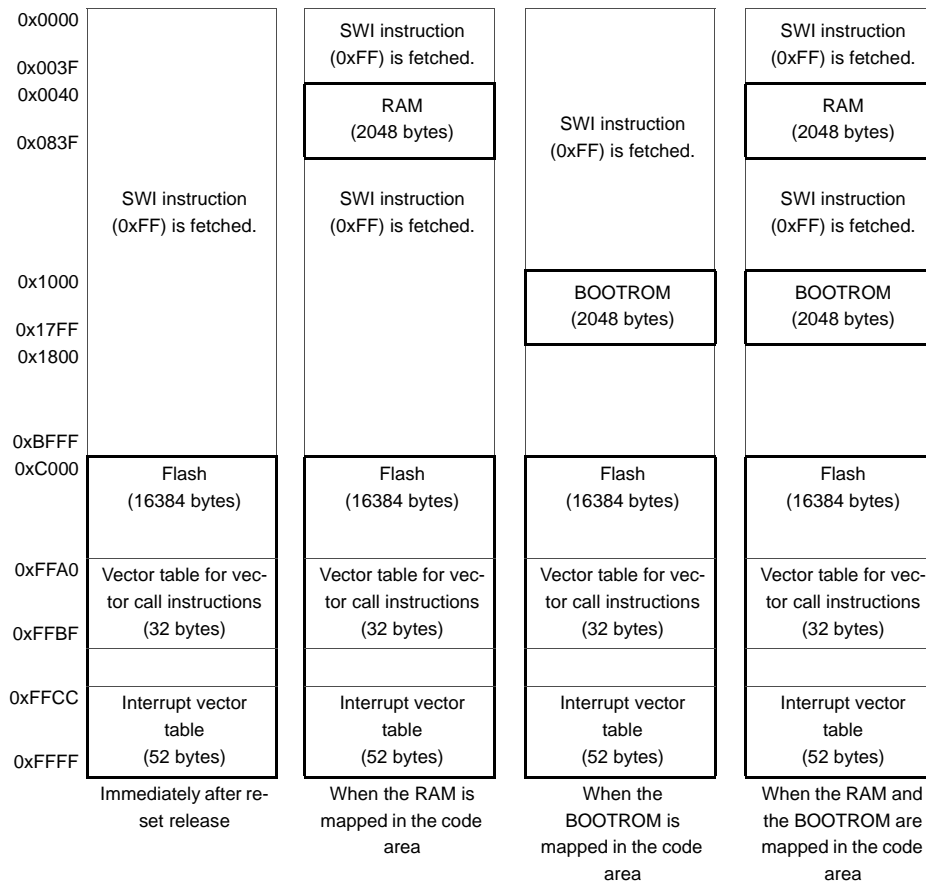 0x0000
0x003F
0x0040
0x083F
0x1000
0x17FF
0x1800
0xBFFF
0xC000
0xFFA0
0xFFBF
0xFFCC
0xFFFF
SWI instruction
(0xFF) is fetched.
Flash
(16384 bytes)
Vector table for vec-
tor call instructions
(32 bytes)
Interrupt vector
table
(52 bytes)
Immediately after re-
set release
SWI instruction
(0xFF) is fetched.
RAM
(2048 bytes)
SWI instruction
(0xFF) is fetched.
Flash
(16384 bytes)
Vector table for vec-
tor call instructions
(32 bytes)
Interrupt vector
table
(52 bytes)
When the RAM is
mapped in the code
area
SWI instruction
(0xFF) is fetched.
BOOTROM
(2048 bytes)
Flash
(16384 bytes)
Vector table for vec-
tor call instructions
(32 bytes)
Interrupt vector
table
(52 bytes)
When the
BOOTROM is
mapped in the code
area
SWI instruction
(0xFF) is fetched.
RAM
(2048 bytes)
SWI instruction
(0xFF) is fetched.
BOOTROM
(2048 bytes)
Flash
(16384 bytes)
Vector table for vec-
tor call instructions
(32 bytes)
Interrupt vector
table
(52 bytes)
When the RAM and
the BOOTROM are
mapped in the code
area